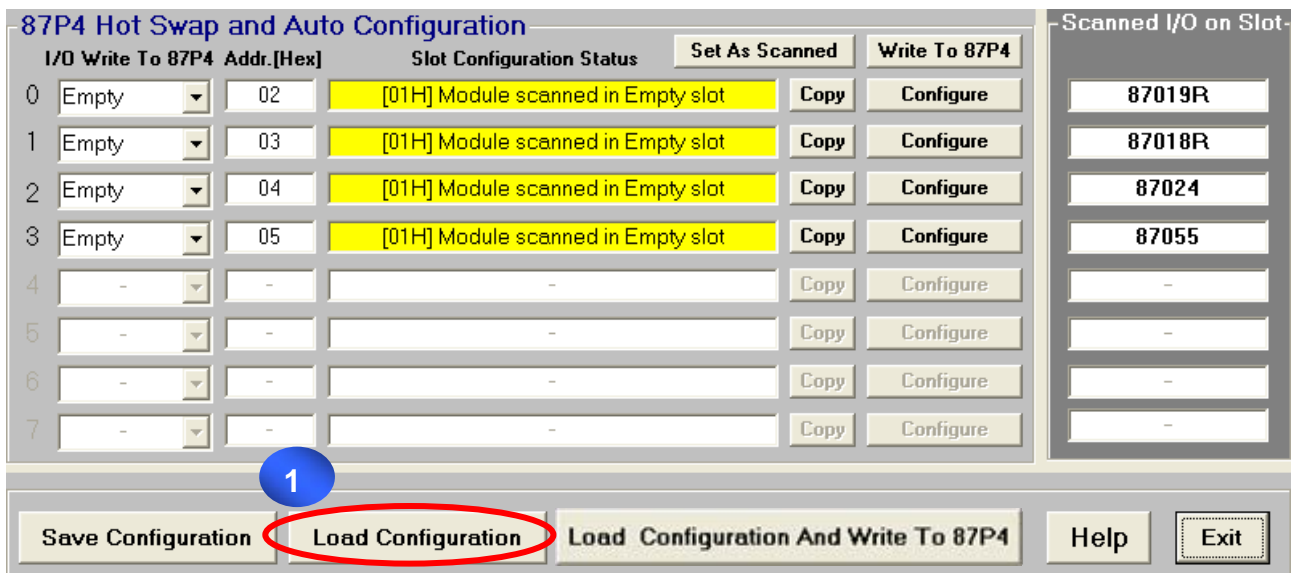 87P4 Hot Swap and Auto Configuration
Scanned I/O on Slot
I/O Write To 87P4 Addr.[Hex] Slot Configuration Status Set As Scanned Write To 87P4
0 Empty 02 [01H] Module scanned in Empty slot Copy Configure 87019R
1 Empty 03 [01H] Module scanned in Empty slot Copy Configure 87018R
2 Empty 04 [01H] Module scanned in Empty slot Copy Configure 87024
3 Empty 05 [01H] Module scanned in Empty slot Copy Configure 87055
4 - - - Copy Configure -
5 - - - Copy Configure -
6 - - - Copy Configure -
7 - - - Copy Configure -
1
Save Configuration Load Configuration Load Configuration And Write To 87P4 Help Exit